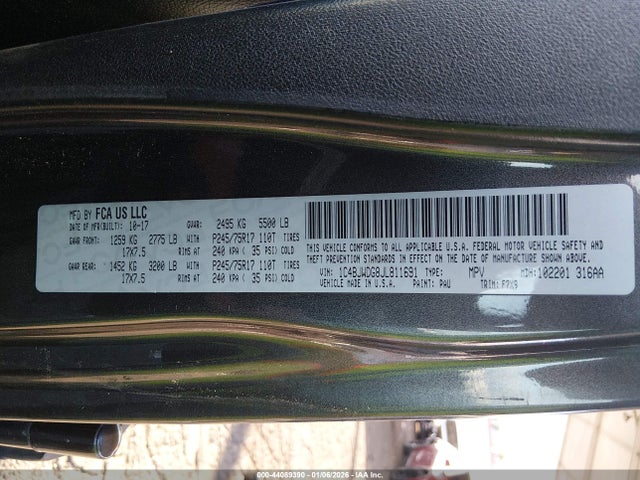 MFD BY FCA US LLC
DATE OF MFR(BUILT): 10-17 GVWR: 2495 KG 5500 LB
GAWR FRONT: 1259 KG 2775 LB WITH P245/75R17 110T TIRES
17X7.5 RIMS AT 240 KPA ( 35 PSI) COLD
GAWR REAR: 1452 KG 3200 LB WITH P245/75R17 110T TIRES
17X7.5 RIMS AT 240 KPA ( 35 PSI) COLD
THIS VEHICLE CONFORMS TO ALL APPLICABLE U.S.A. FEDERAL MOTOR VEHICLE SAFETY AND
THEFT PREVENTION STANDARDS IN EFFECT ON THE DATE OF MANUFACTURE SHOWN ABOVE.
VIN: 1C4BJWDG8JL811691 TYPE: MPV MDH: 102201 316AA
VEHICLE MADE IN U.S.A. PAINT: PAU TRIM:
000-44089390 - 01/06/2026 - IAA Inc.